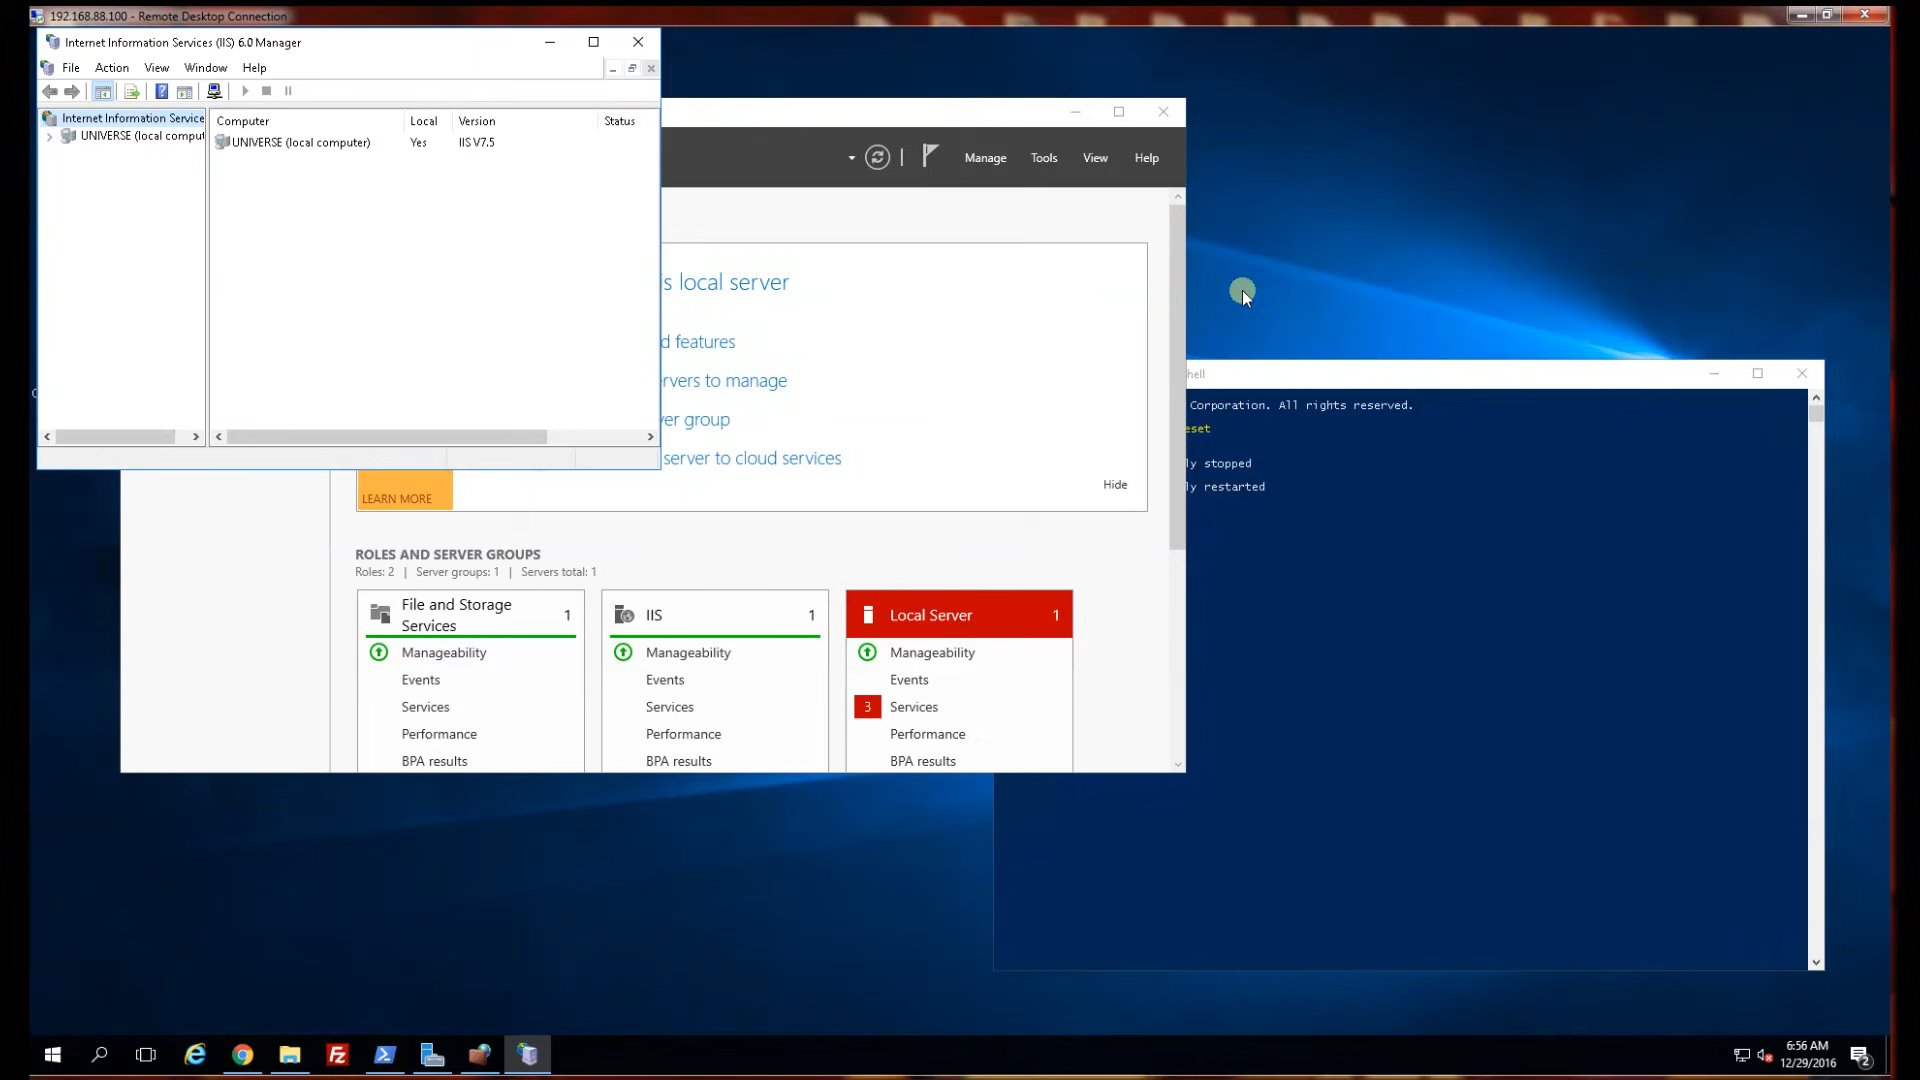 192.168.88.100 - Remote Desktop Connection
Internet Information Services (IIS) 6.0 Manager
File Action View Window Help
Internet Information Service
UNIVERSE (local comput
Computer Local Version Status
UNIVERSE (local computer) Yes IIS V7.5
Manage Tools View Help
is local server
d features
ervers to manage
ver group
server to cloud services
LEARN MORE
Hide
ROLES AND SERVER GROUPS
Roles: 2 | Server groups: 1 | Servers total: 1
File and Storage Services 1
Manageability
Events
Services
Performance
BPA results
IIS 1
Manageability
Events
Services
Performance
BPA results
Local Server 1
Manageability
Events
3 Services
Performance
BPA results
hell
Corporation. All rights reserved.
eset
ly stopped
ly restarted
6:56 AM
12/29/2016
2